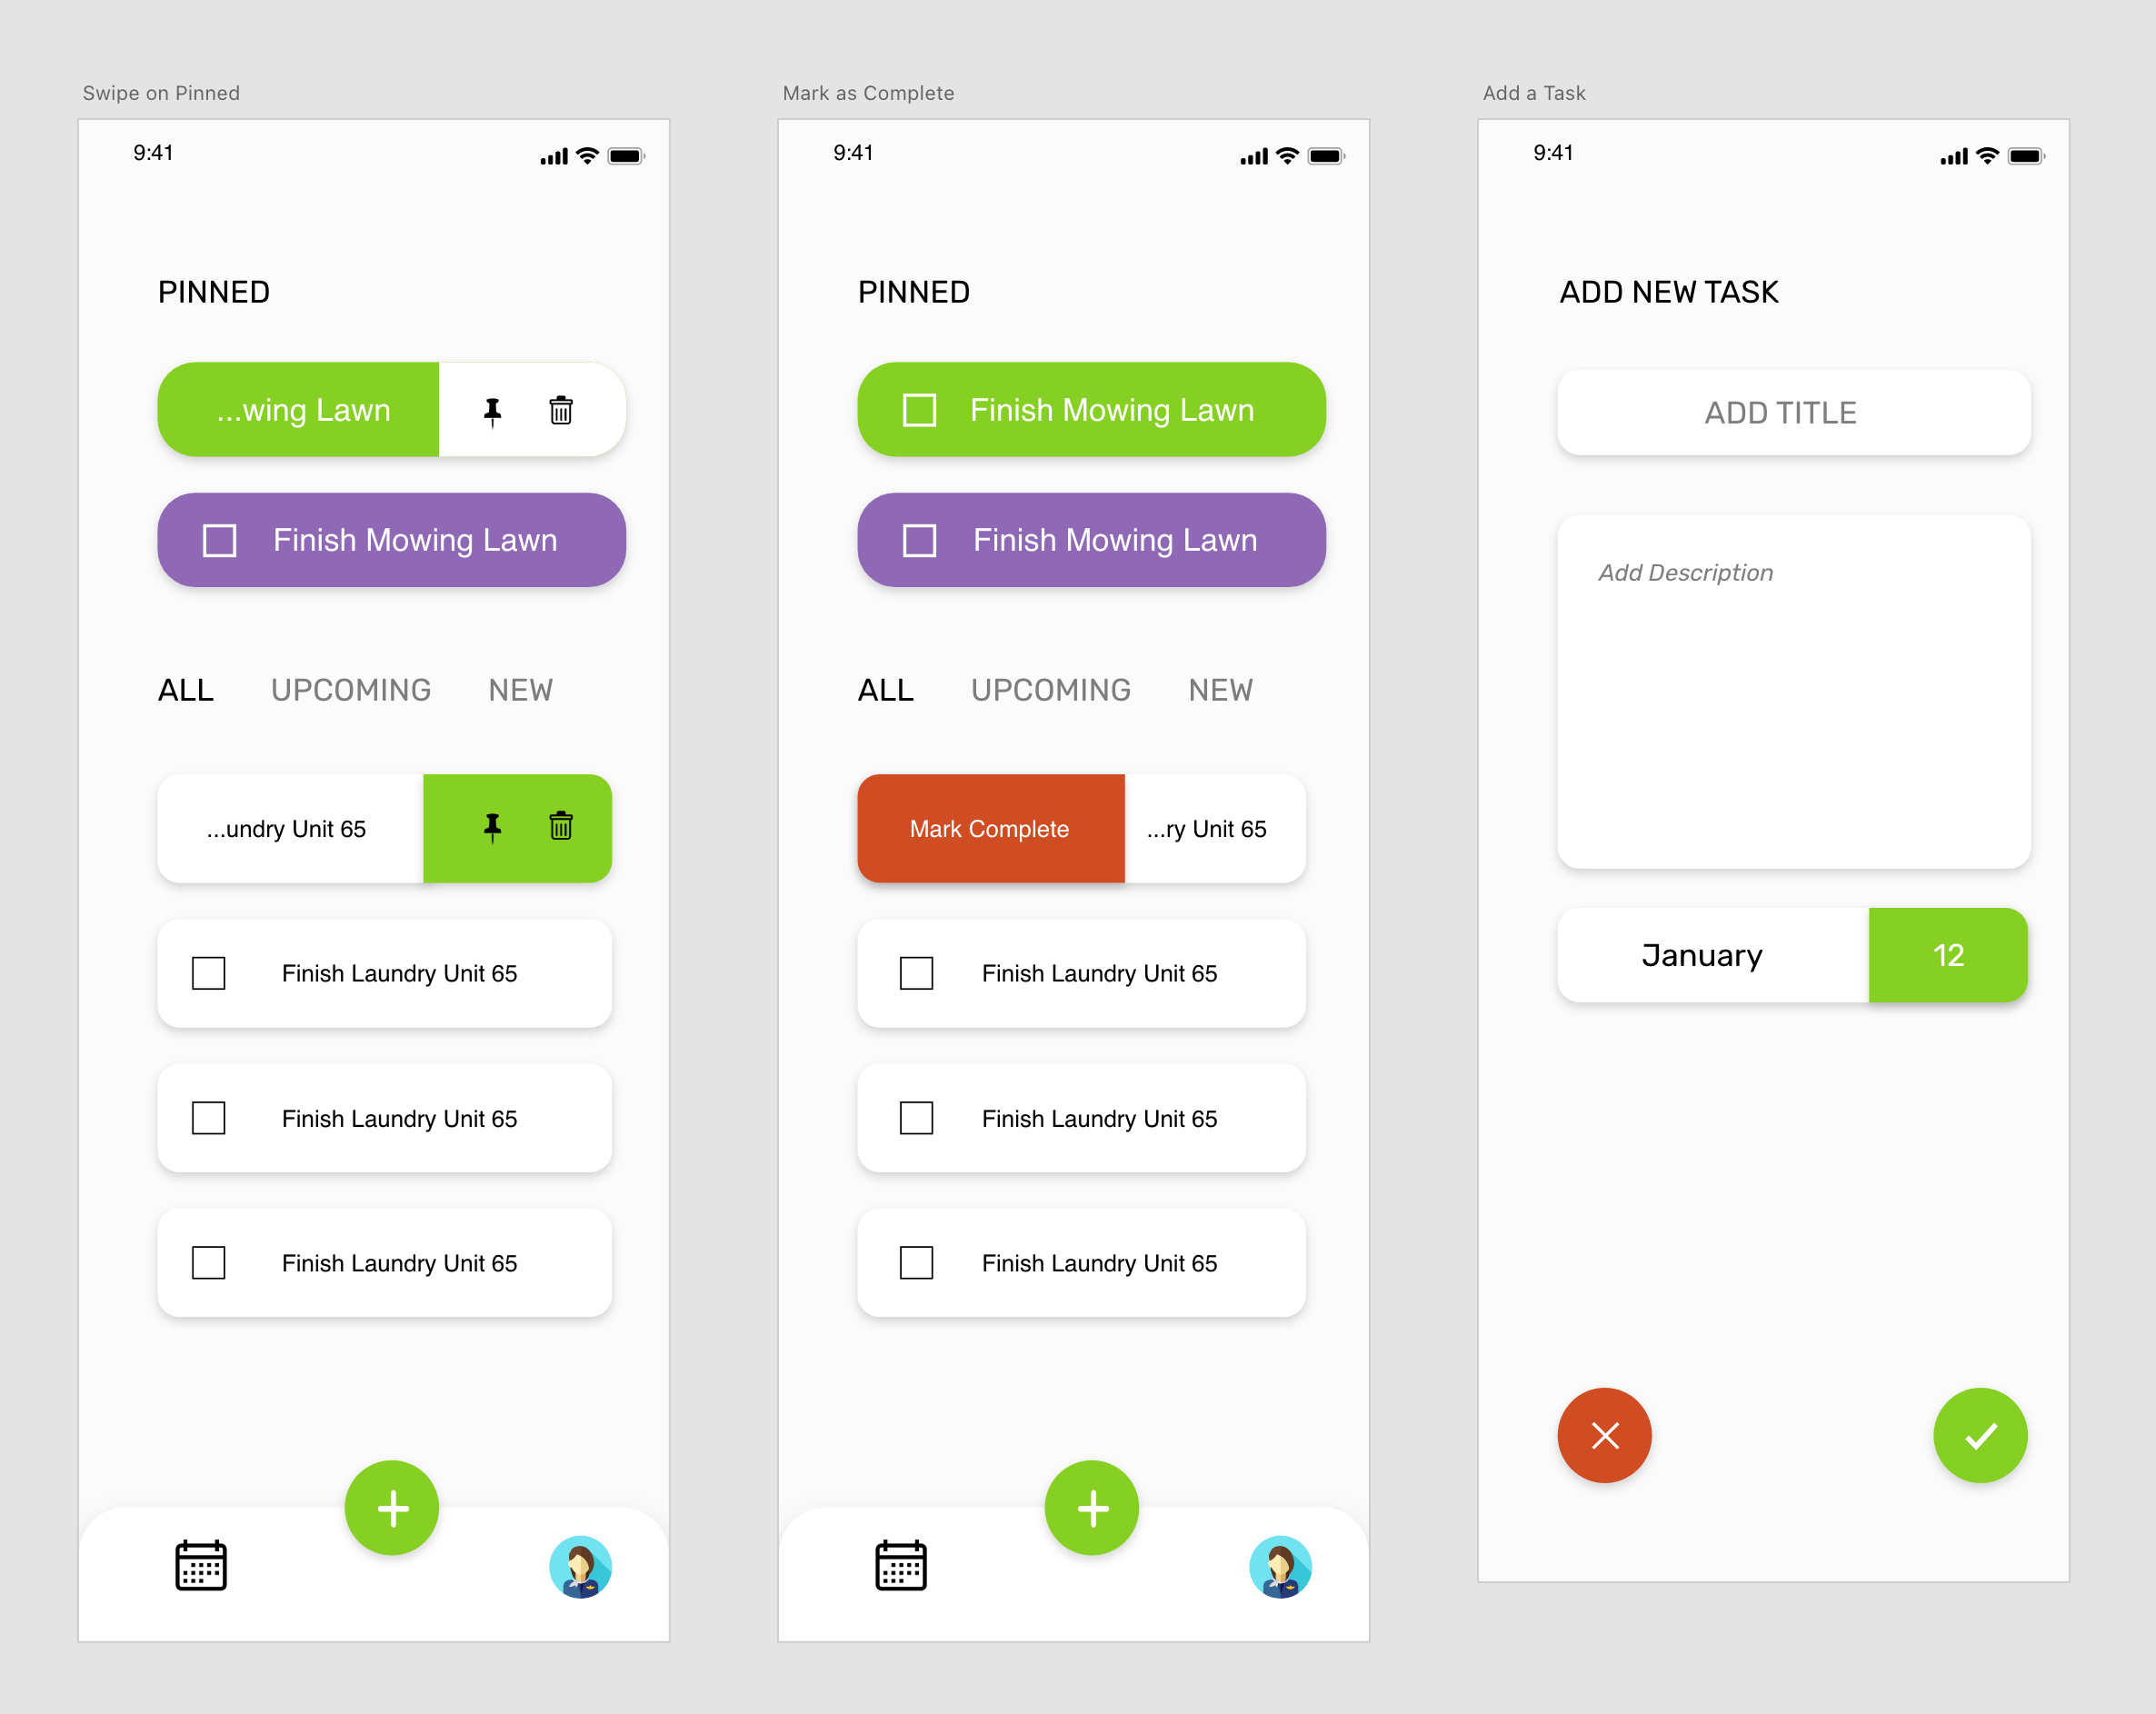 Swipe on Pinned
9:41
PINNED
...wing Lawn
Finish Mowing Lawn
ALL UPCOMING NEW
...undry Unit 65
Finish Laundry Unit 65
Finish Laundry Unit 65
Finish Laundry Unit 65
Mark as Complete
9:41
PINNED
Finish Mowing Lawn
Finish Mowing Lawn
ALL UPCOMING NEW
Mark Complete ...ry Unit 65
Finish Laundry Unit 65
Finish Laundry Unit 65
Finish Laundry Unit 65
Add a Task
9:41
ADD NEW TASK
ADD TITLE
Add Description
January 12